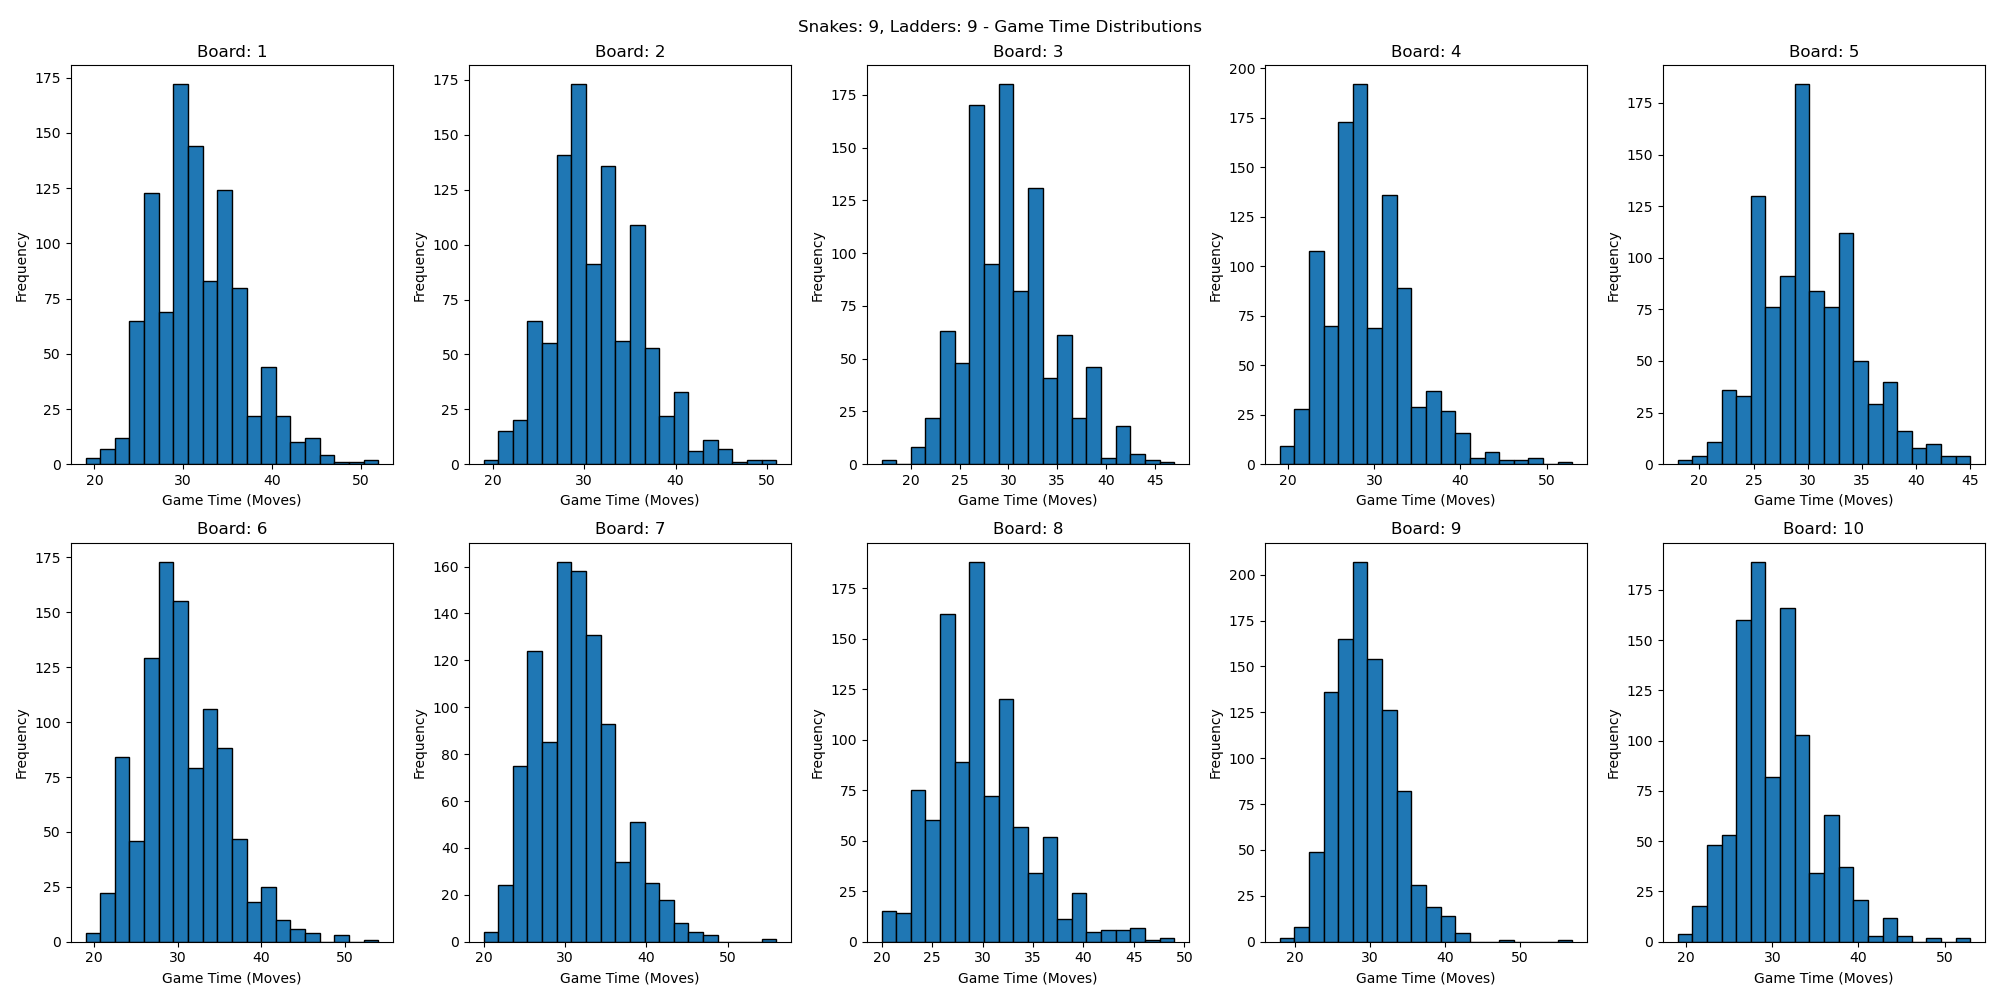 Snakes: 9, Ladders: 9 - Game Time Distributions
Board: 1
175
150
125
100
75
50
25
0
Frequency
20 30 40 50
Game Time (Moves)
Board: 2
175
150
125
100
75
50
25
0
Frequency
20 30 40 50
Game Time (Moves)
Board: 3
175
150
125
100
75
50
25
0
Frequency
20 25 30 35 40 45
Game Time (Moves)
Board: 4
200
175
150
125
100
75
50
25
0
Frequency
20 30 40 50
Game Time (Moves)
Board: 5
175
150
125
100
75
50
25
0
Frequency
20 25 30 35 40 45
Game Time (Moves)
Board: 6
175
150
125
100
75
50
25
0
Frequency
20 30 40 50
Game Time (Moves)
Board: 7
160
140
120
100
80
60
40
20
0
Frequency
20 30 40 50
Game Time (Moves)
Board: 8
175
150
125
100
75
50
25
0
Frequency
20 25 30 35 40 45 50
Game Time (Moves)
Board: 9
200
175
150
125
100
75
50
25
0
Frequency
20 30 40 50
Game Time (Moves)
Board: 10
175
150
125
100
75
50
25
0
Frequency
20 30 40 50
Game Time (Moves)